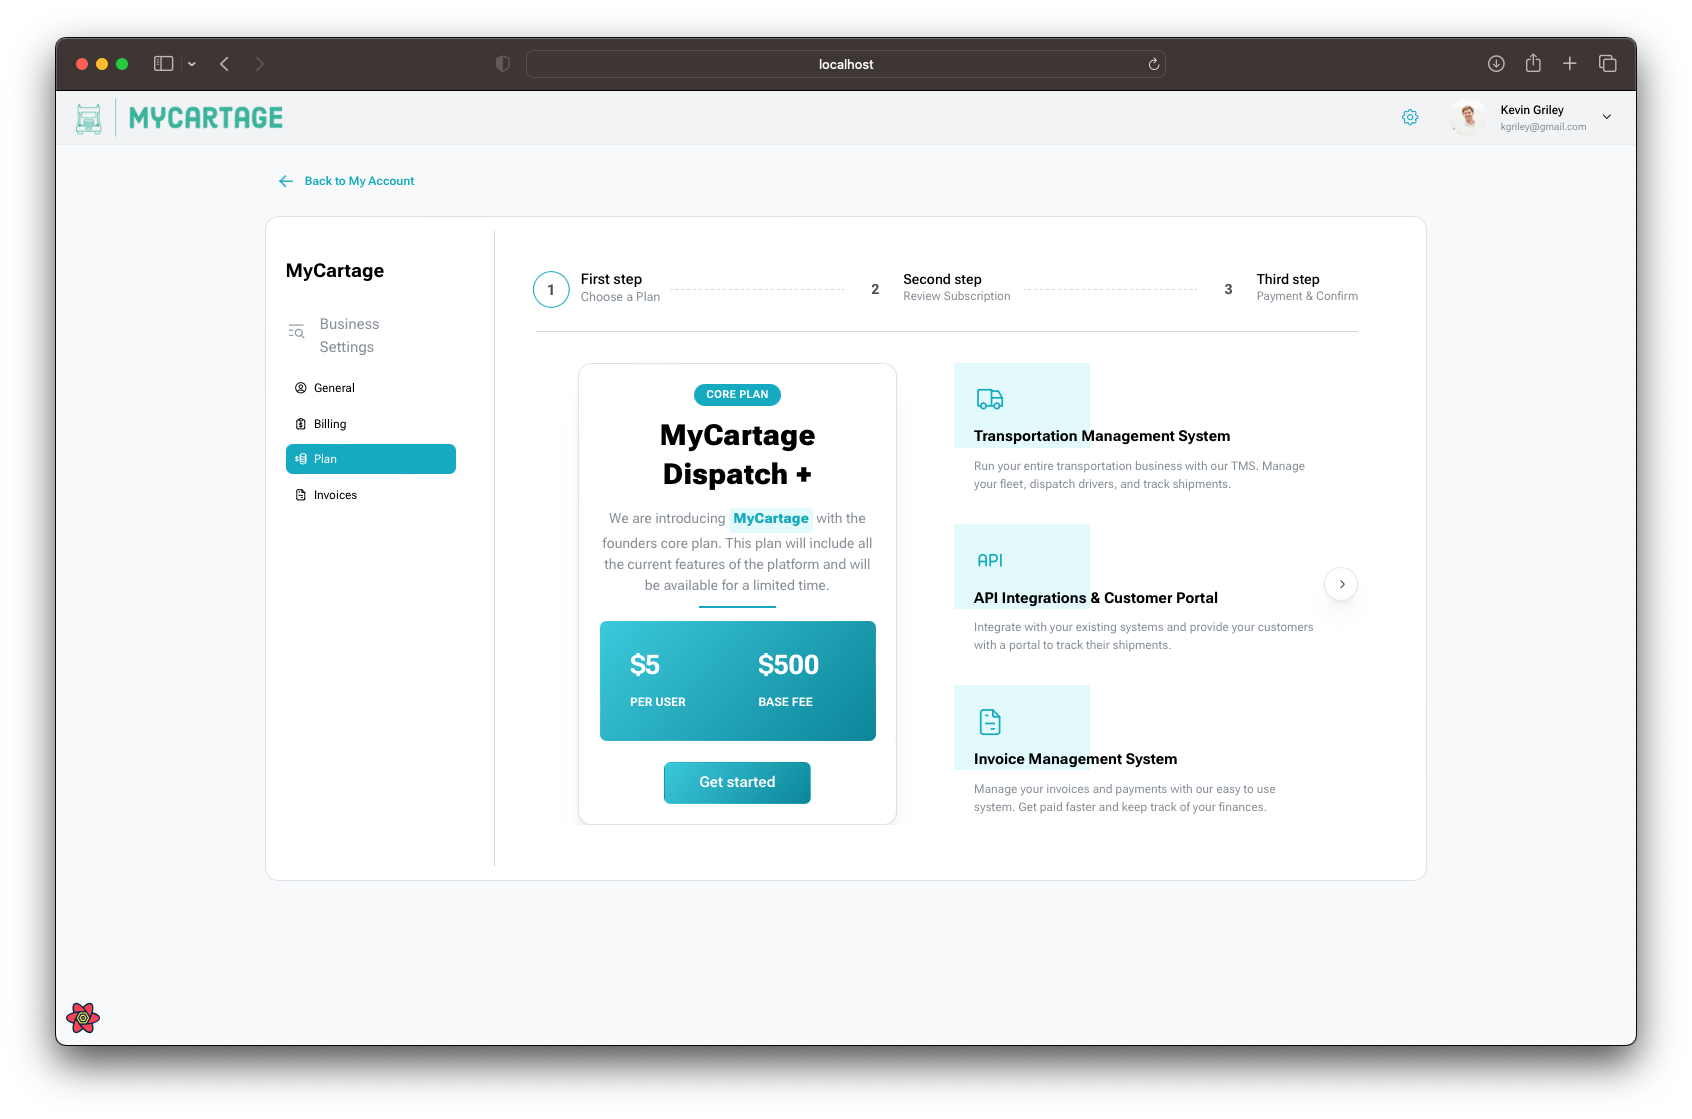 localhost
MYCARTAGE
Kevin Griley
kgriley@gmail.com
Back to My Account
MyCartage
Business
Settings
General
Billing
Plan
Invoices
1
First step
Choose a Plan
2
Second step
Review Subscription
3
Third step
Payment & Confirm
CORE PLAN
MyCartage
Dispatch +
We are introducing MyCartage with the
founders core plan. This plan will include all
the current features of the platform and will
be available for a limited time.
$5
PER USER
$500
BASE FEE
Get started
Transportation Management System
Run your entire transportation business with our TMS. Manage
your fleet, dispatch drivers, and track shipments.
API
API Integrations & Customer Portal
Integrate with your existing systems and provide your customers
with a portal to track their shipments.
Invoice Management System
Manage your invoices and payments with our easy to use
system. Get paid faster and keep track of your finances.